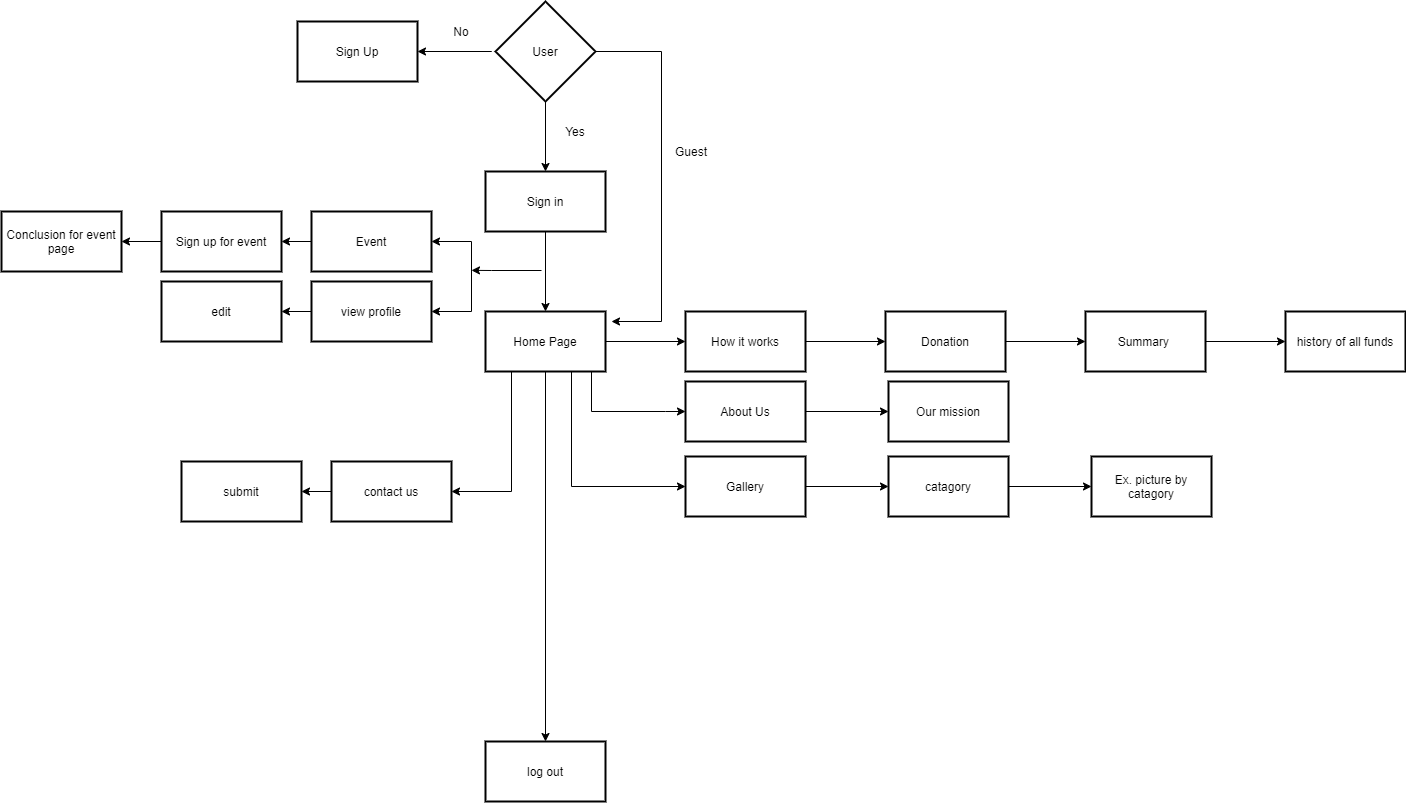 No
Sign Up
User
Yes
Guest
Sign in
Conclusion for event
page
Sign up for event
Event
edit
view profile
Home Page
How it works
Donation
Summary
history of all funds
About Us
Our mission
submit
contact us
Gallery
catagory
Ex. picture by
catagory
log out